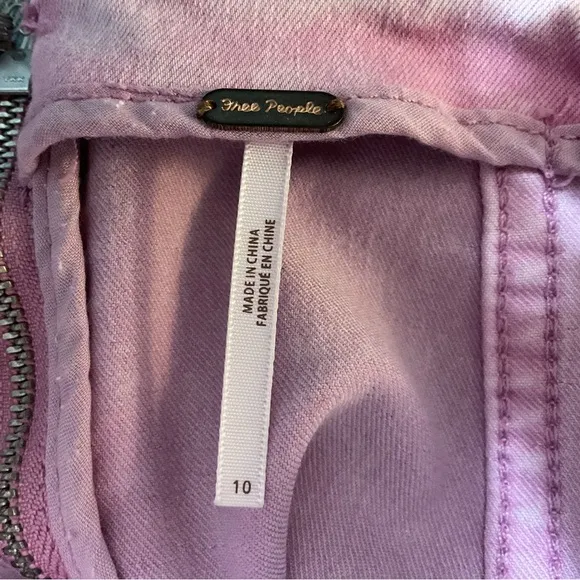 Free People
MADE IN CHINA
FABRIQUÉ EN CHINE
10